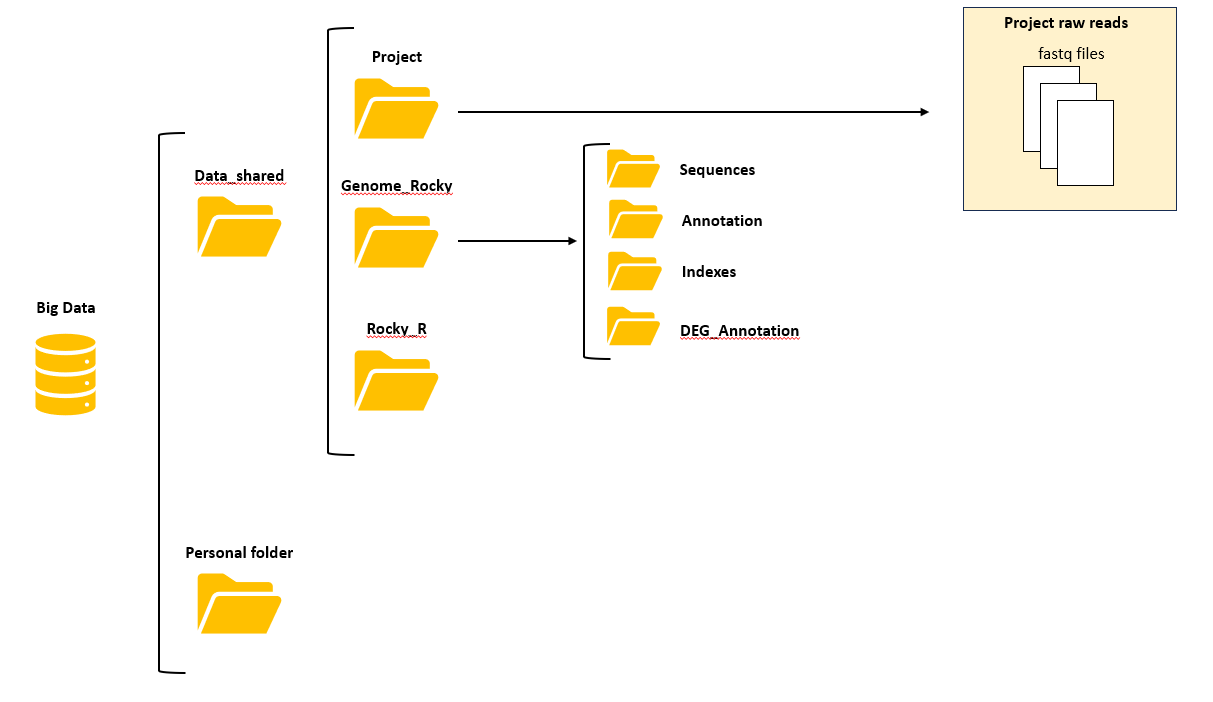 Project raw reads
fastq files
Project
Data_shared
Genome_Rocky
Sequences
Annotation
Indexes
DEG_Annotation
Rocky_R
Big Data
Personal folder